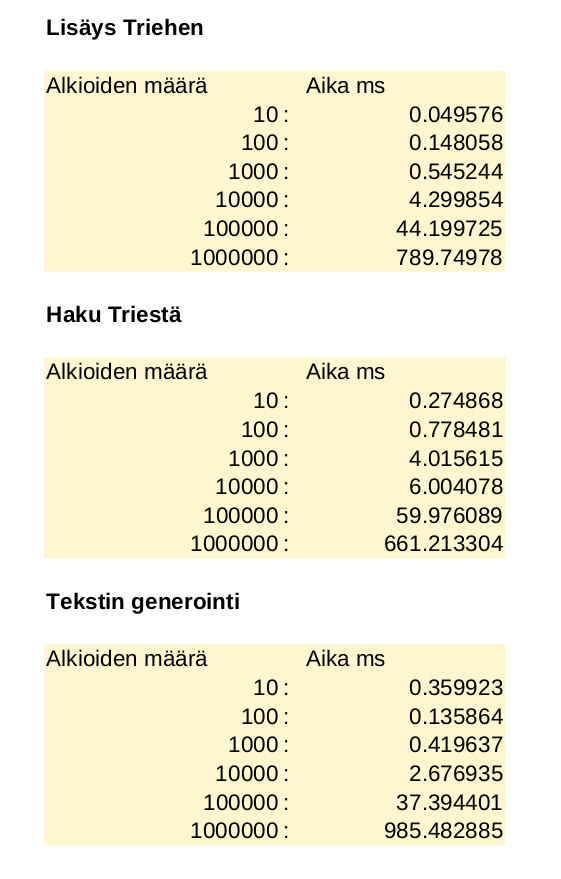 Lisäys Triehen
Alkioiden määrä Aika ms
10 : 0.049576
100 : 0.148058
1000 : 0.545244
10000 : 4.299854
100000 : 44.199725
1000000 : 789.74978
Haku Triestä
Alkioiden määrä Aika ms
10 : 0.274868
100 : 0.778481
1000 : 4.015615
10000 : 6.004078
100000 : 59.976089
1000000 : 661.213304
Tekstin generointi
Alkioiden määrä Aika ms
10 : 0.359923
100 : 0.135864
1000 : 0.419637
10000 : 2.676935
100000 : 37.394401
1000000 : 985.482885